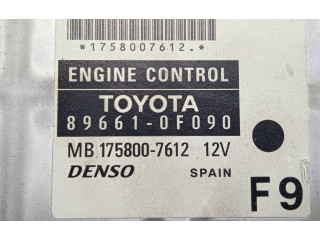 *1758007612.*
ENGINE CONTROL
TOYOTA
89661-0F090
MB 175800-7612 12V
DENSO SPAIN
F9